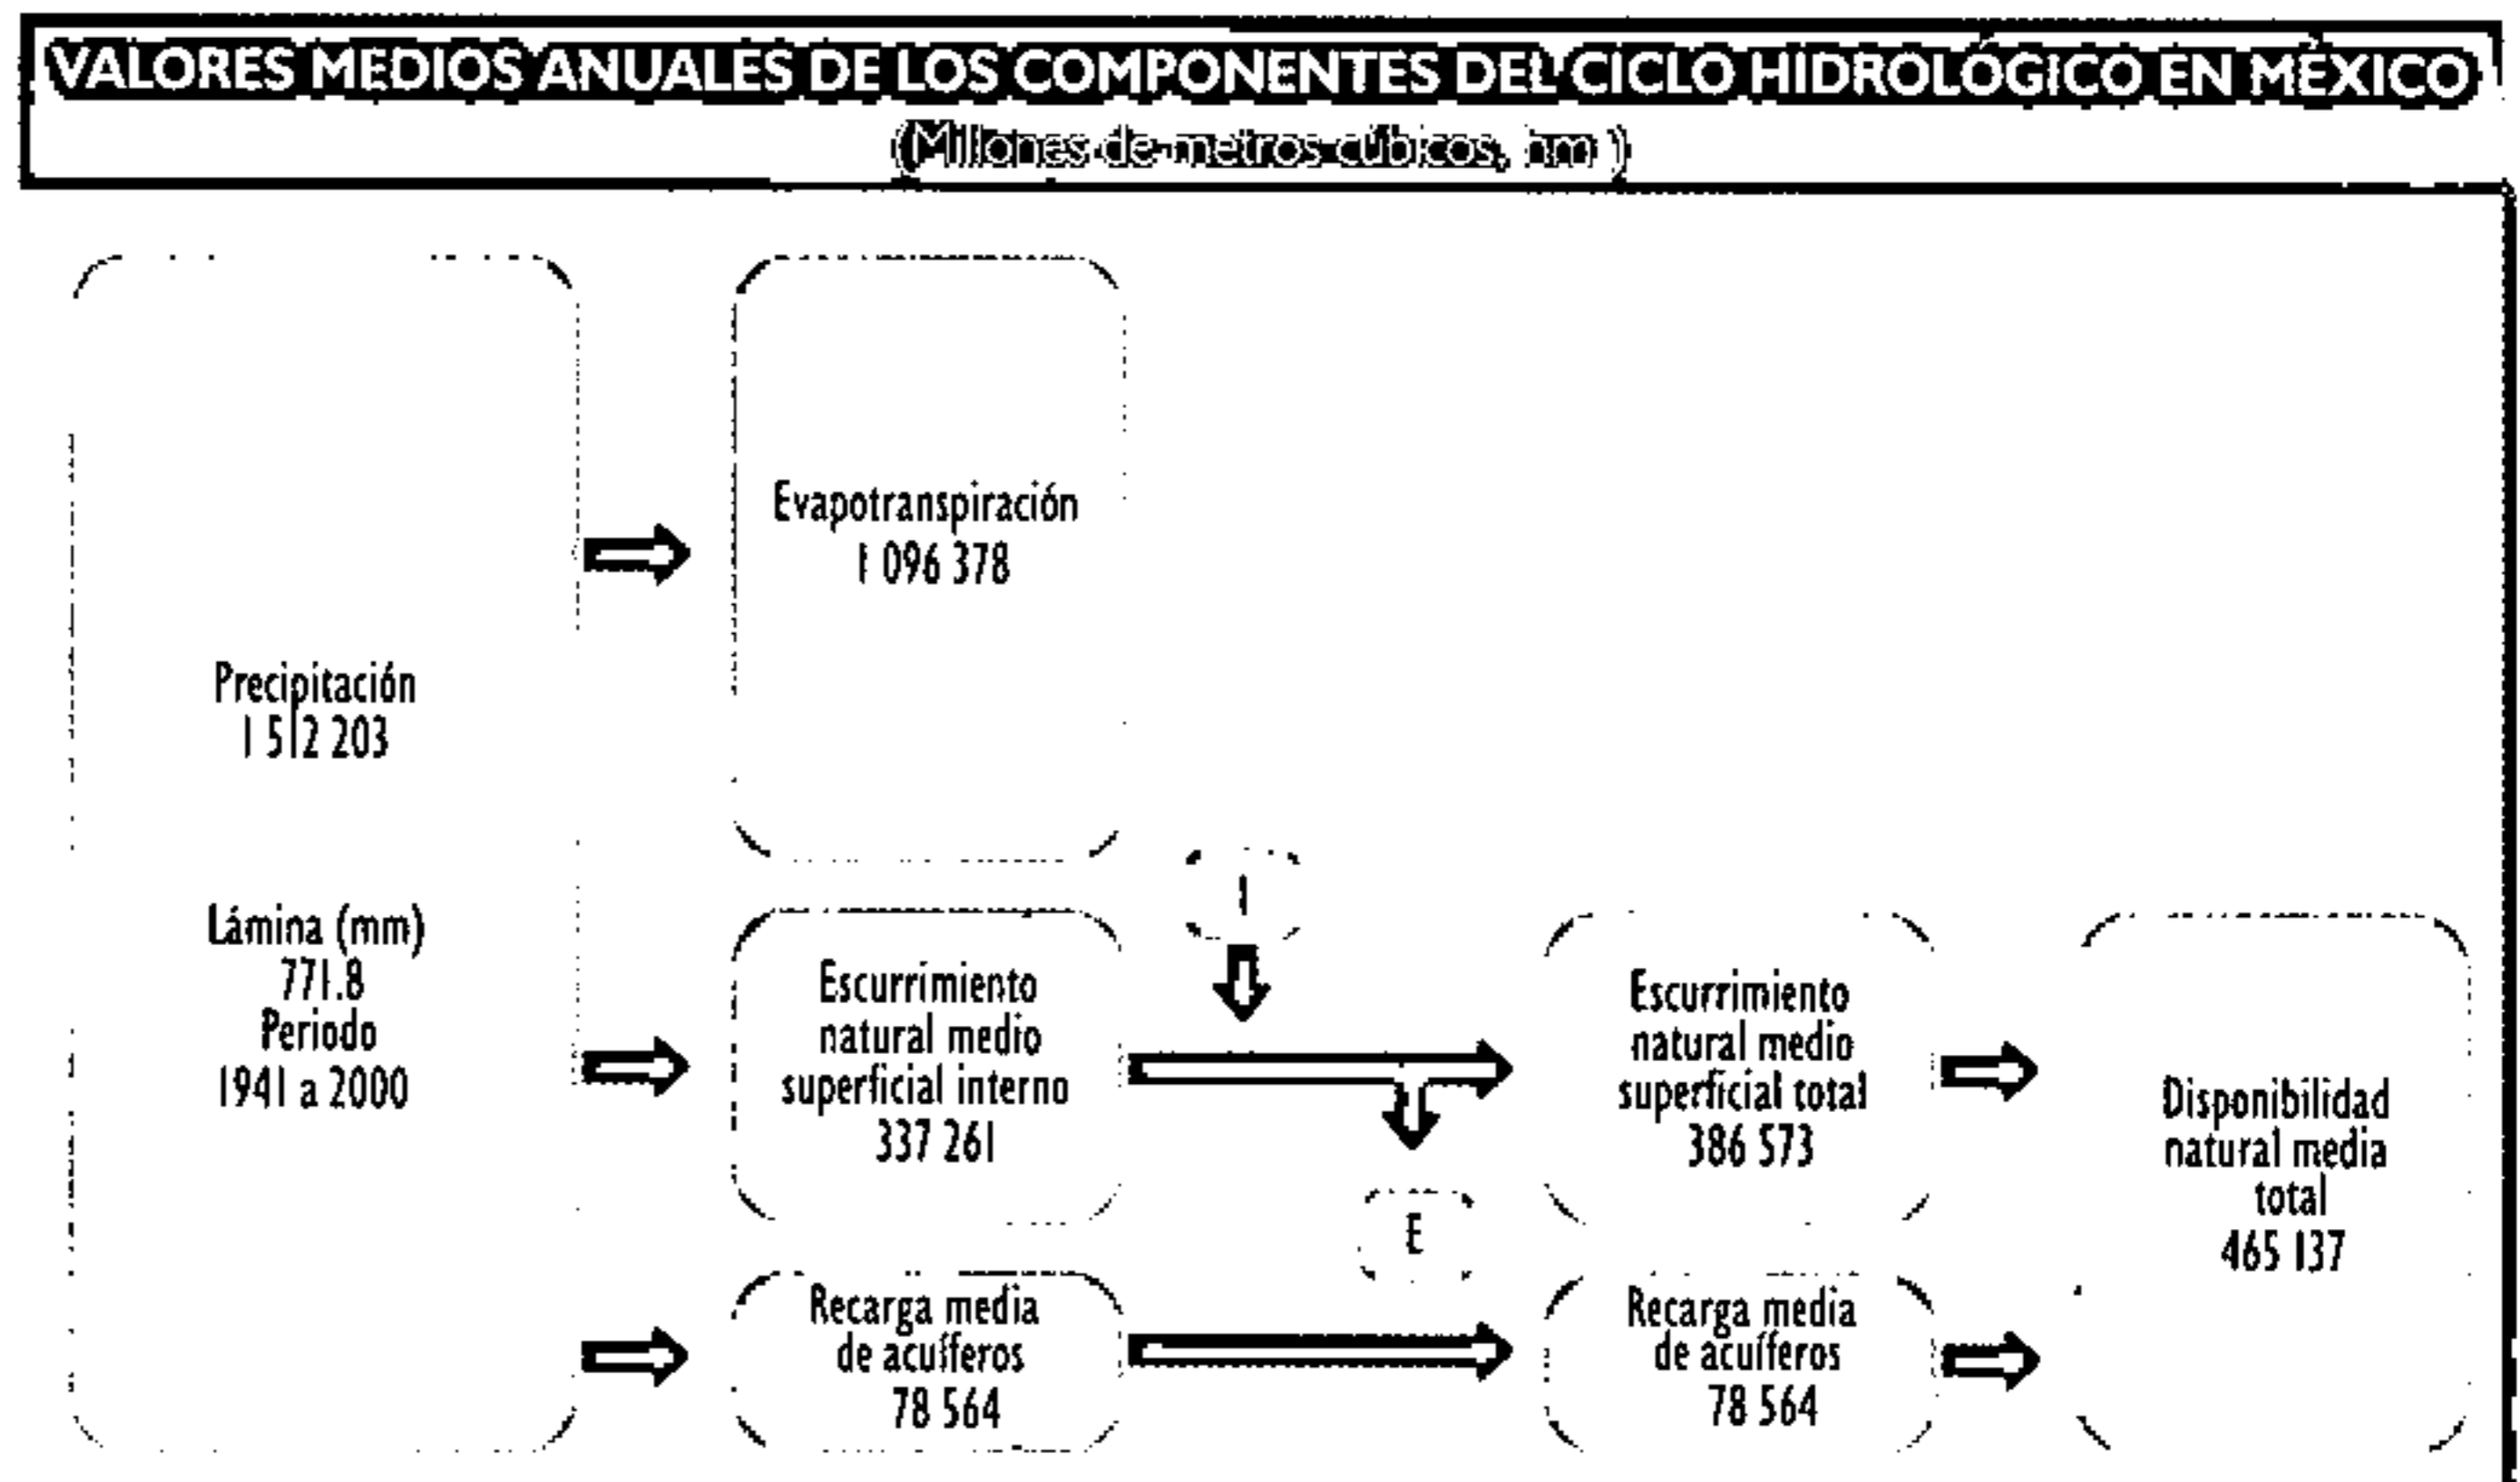 VALORES MEDIOS ANUALES DE LOS COMPONENTES DEL CICLO HIDROLÓGICO EN MÉXICO
(Millones de metros cúbicos, hm )
Precipitación
1 512 203
Lámina (mm)
771.8
Periodo
1941 a 2000
Evapotranspiración
1 096 378
Escurrimiento
natural medio
superficial interno
337 261
Recarga media
de acuíferos
78 564
I
E
Escurrimiento
natural medio
superficial total
386 573
Recarga media
de acuíferos
78 564
Disponibilidad
natural media
total
465 137